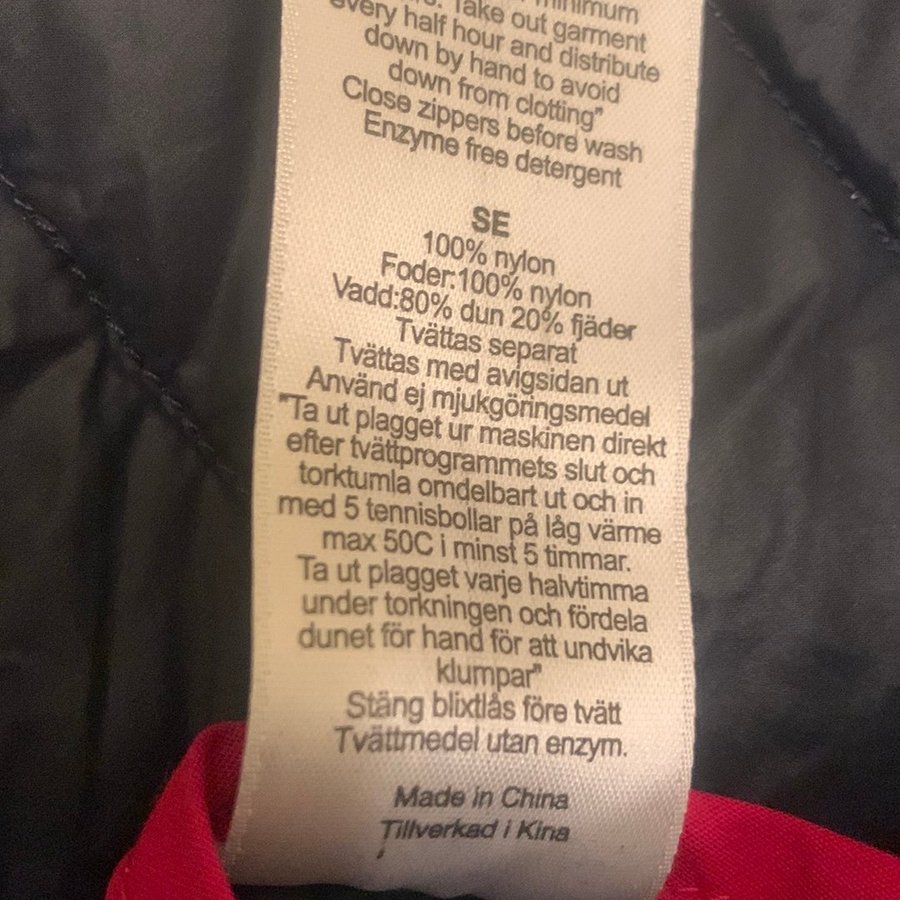 minimum
Take out garment
every half hour and distribute
down by hand to avoid
down from clotting"
Close zippers before wash
Enzyme free detergent
SE
100% nylon
Foder:100% nylon
Vadd:80% dun 20% fjäder
Tvättas separat
Tvättas med avigsidan ut
Använd ej mjukgöringsmedel
"Ta ut plagget ur maskinen direkt
efter tvättprogrammets slut och
torktumla omdelbart ut och in
med 5 tennisbollar på låg värme
max 50C i minst 5 timmar.
Ta ut plagget varje halvtimma
under torkningen och fördela
dunet för hand för att undvika
klumpar"
Stäng blixtlås före tvätt
Tvättmedel utan enzym.
Made in China
Tillverkad i Kina